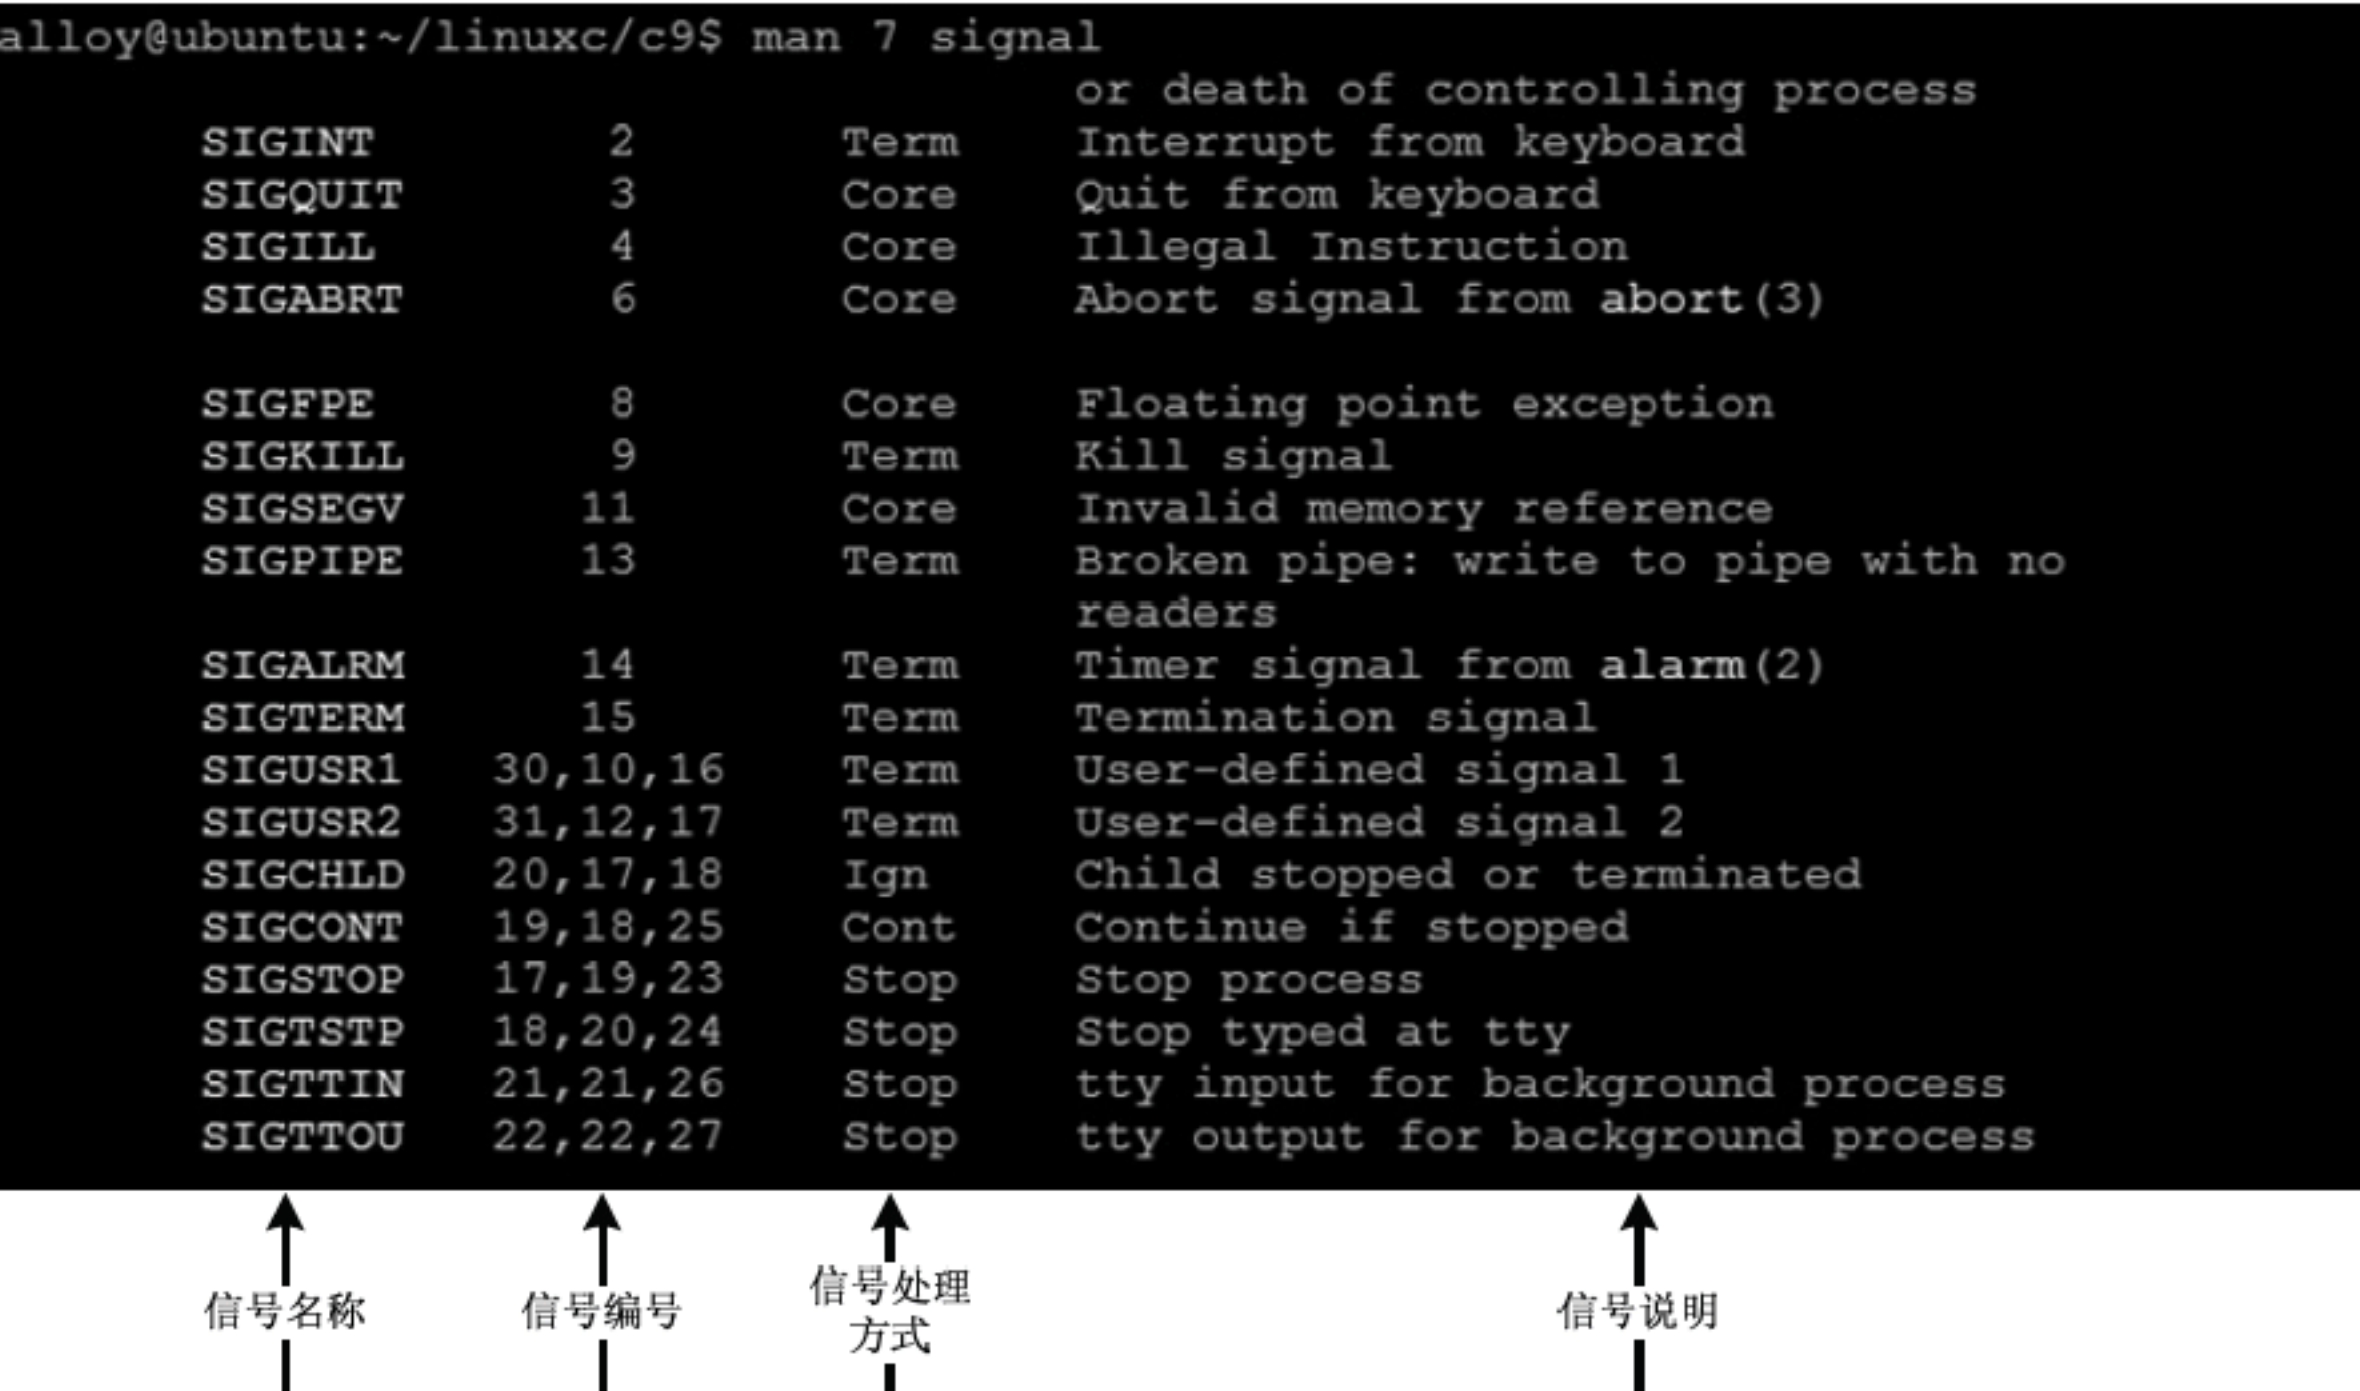 alloy@ubuntu:~/linuxc/c9$ man 7 signal
or death of controlling process
SIGINT 2 Term Interrupt from keyboard
SIGQUIT 3 Core Quit from keyboard
SIGILL 4 Core Illegal Instruction
SIGABRT 6 Core Abort signal from abort(3)
SIGFPE 8 Core Floating point exception
SIGKILL 9 Term Kill signal
SIGSEGV 11 Core Invalid memory reference
SIGPIPE 13 Term Broken pipe: write to pipe with no
readers
SIGALRM 14 Term Timer signal from alarm(2)
SIGTERM 15 Term Termination signal
SIGUSR1 30,10,16 Term User-defined signal 1
SIGUSR2 31,12,17 Term User-defined signal 2
SIGCHLD 20,17,18 Ign Child stopped or terminated
SIGCONT 19,18,25 Cont Continue if stopped
SIGSTOP 17,19,23 Stop Stop process
SIGTSTP 18,20,24 Stop Stop typed at tty
SIGTTIN 21,21,26 Stop tty input for background process
SIGTTOU 22,22,27 Stop tty output for background process
信号名称
信号编号
信号处理
方式
信号说明